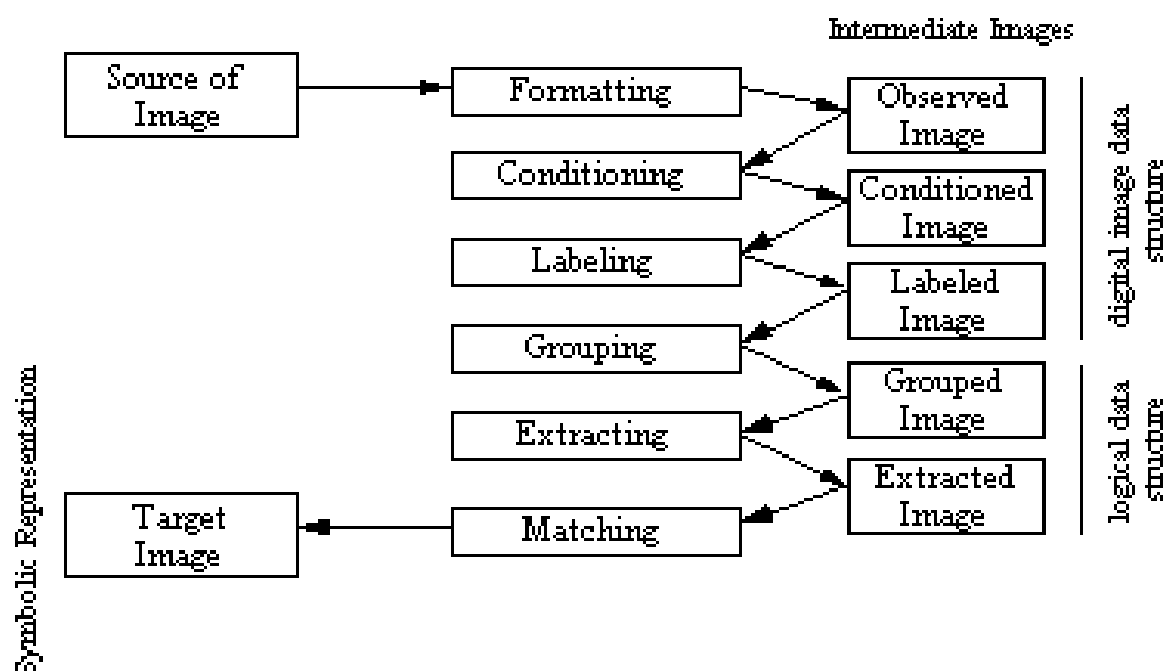 Intermediate Images
Source of
Image
Formatting
Observed
Image
Conditioning
Conditioned
Image
Labeling
Labeled
Image
Grouping
Grouped
Image
Extracting
Extracted
Image
Matching
Target
Image
digital image data
structure
logical data
structure
Symbolic Representation